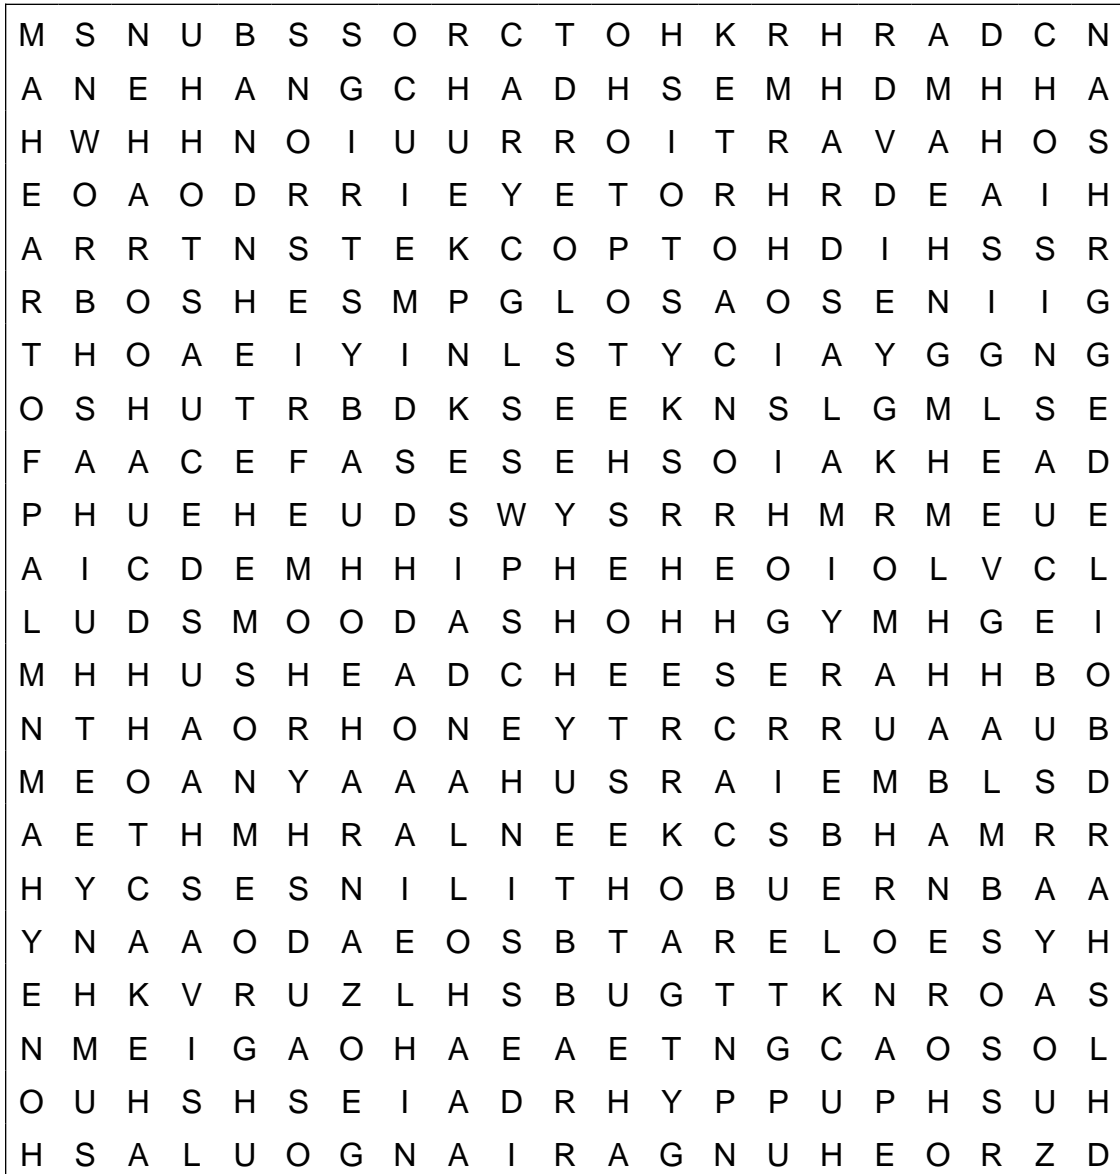 M S N U B S S O R C T O H K R H R A D C N
A N E H A N G C H A D H S E M H D M H H A
H W H H N O I U U R R O I T R A V A H O S
E O A O D R R I E Y E T O R H R D E A I H
A R R T N S T E K C O P T O H D I H S S R
R B O S H E S M P G L O S A O S E N I I G
T H O A E I Y I N L S T Y C I A Y G G N G
O S H U T R B D K S E E K N S L G M L S E
F A A C E F A S E S E H S O I A K H E A D
P H U E H E U D S W Y S R R H M R M E U E
A I C D E M H H I P H E H E O I O L V C L
L U D S M O O D A S H O H H G Y M H G E I
M H H U S H E A D C H E E S E R A H H B O
N T H A O R H O N E Y T R C R R U A A U B
M E O A N Y A A A H U S R A I E M B L S D
A E T H M H R A L N E E K C S B H A M R R
H Y C S E S N I L I T H O B U E R N B A A
Y N A A O D A E O S B T A R E L O E S Y H
E H K V R U Z L H S B U G T T K N R O A S
N M E I G A O H A E A E T N G C A O S O L
O U H S H S E I A D R H Y P P U P H S U H
H S A L U O G N A I R A G N U H E O R Z D